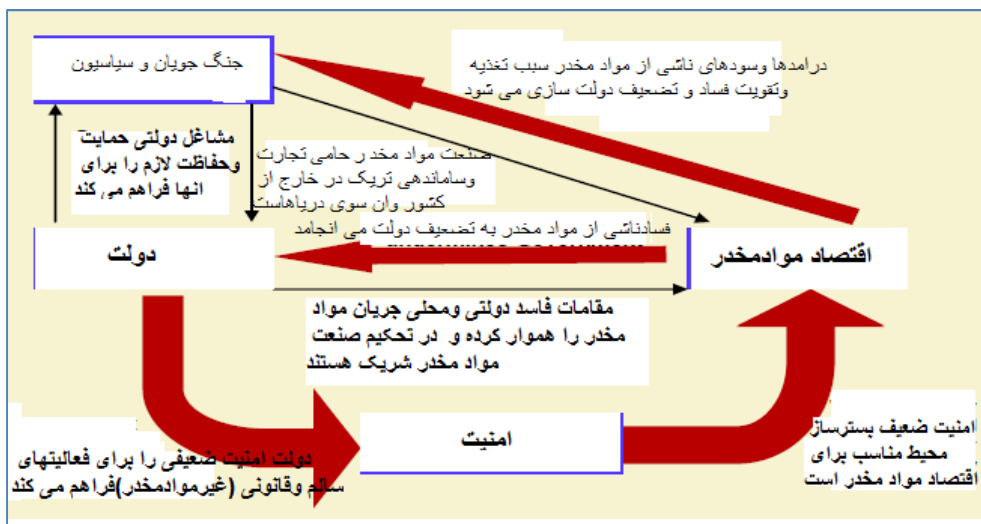 جنگ جویان و سیاسیون
درامدها وسودهای ناشی از مواد مخدر سبب تغذیه
وتقویت فساد و تضعیف دولت سازی می شود
مشاغل دولتی حمایت
وحفاظت لازم را برای
انها فراهم می کند
صنعت مواد مخدر حامی تجارت
وساماندهی تریک در خارج از
کشور وان سوی دریاهاست
فسادناشی از مواد مخدر به تضعیف دولت می انجامد
دولت
اقتصاد موادمخدر
مقامات فاسد دولتی ومحلی جریان مواد
مخدر را هموار کرده و در تحکیم صنعت
مواد مخدر شریک هستند
امنیت
امنیت ضعیف بسترساز
محیط مناسب برای
اقتصاد مواد مخدر است
دولت امنیت ضعیفی را برای فعالیتهای
سالم وقانونی (غیرموادمخدر)فراهم می کند